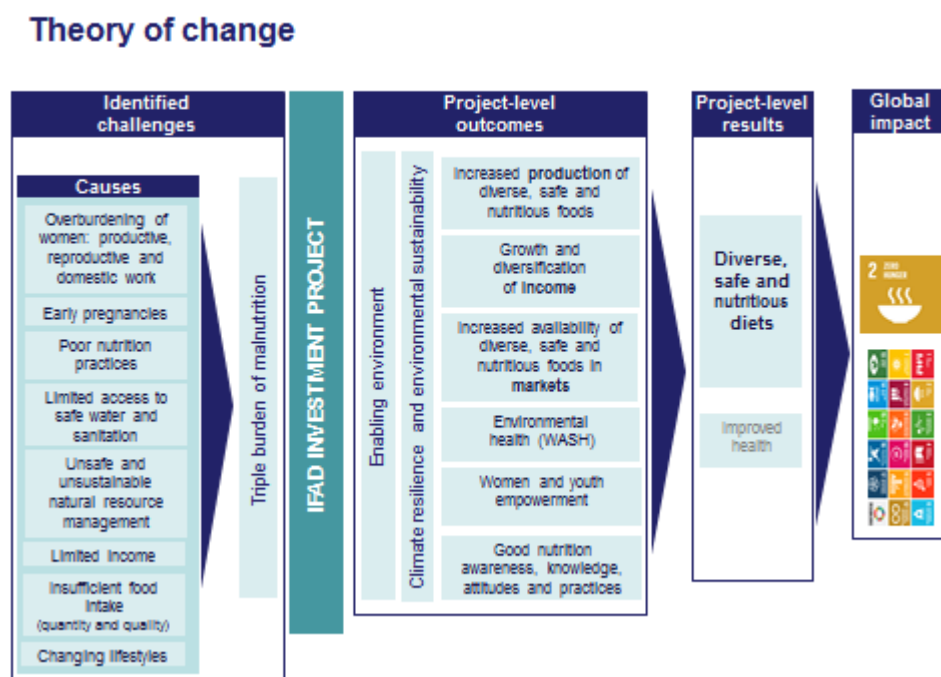 Theory of change
Identified
challenges
Causes
Overburdening of
women: productive,
reproductive and
domestic work
Early pregnancies
Poor nutrition
practices
Limited access to
safe water and
sanitation
Unsafe and
unsustainable
natural resource
management
Limited income
Insufficient food
intake
(quantity and quality)
Changing lifestyles
Triple burden of malnutrition
IFAD INVESTMENT PROJECT
Project-level
outcomes
Enabling environment
Climate resilience and environmental sustainability
Increased production of
diverse, safe and
nutritious foods
Growth and
diversification
of income
Increased availability of
diverse, safe and
nutritious foods in
markets
Environmental
health (WASH)
Women and youth
empowerment
Good nutrition
awareness, knowledge,
attitudes and practices
Project-level
results
Diverse,
safe and
nutritious
diets
Improved
health
Global
impact
2 ZERO
HUNGER